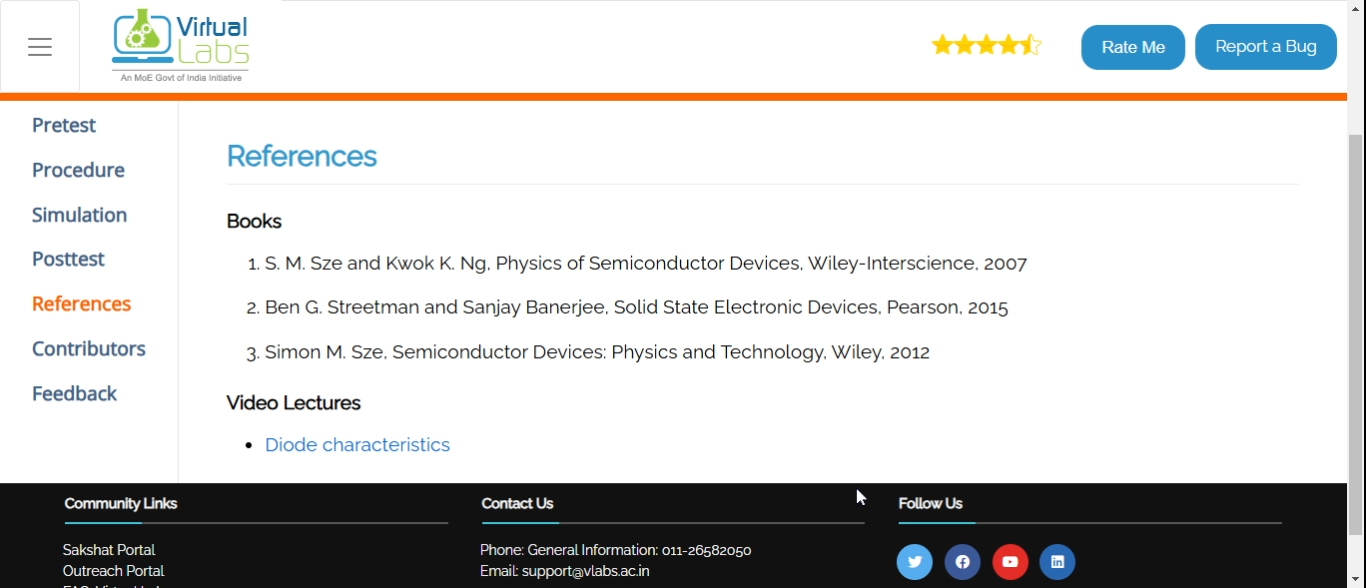 Virtual
Labs
An MoE Govt of India Initiative
Rate Me
Report a Bug
Pretest
Procedure
Simulation
Posttest
References
Contributors
Feedback
References
Books
1. S. M. Sze and Kwok K. Ng, Physics of Semiconductor Devices, Wiley-Interscience, 2007
2. Ben G. Streetman and Sanjay Banerjee, Solid State Electronic Devices, Pearson, 2015
3. Simon M. Sze, Semiconductor Devices: Physics and Technology, Wiley, 2012
Video Lectures
• Diode characteristics
Community Links
Sakshat Portal
Outreach Portal
Contact Us
Phone: General Information: 011-26582050
Email: support@vlabs.ac.in
Follow Us